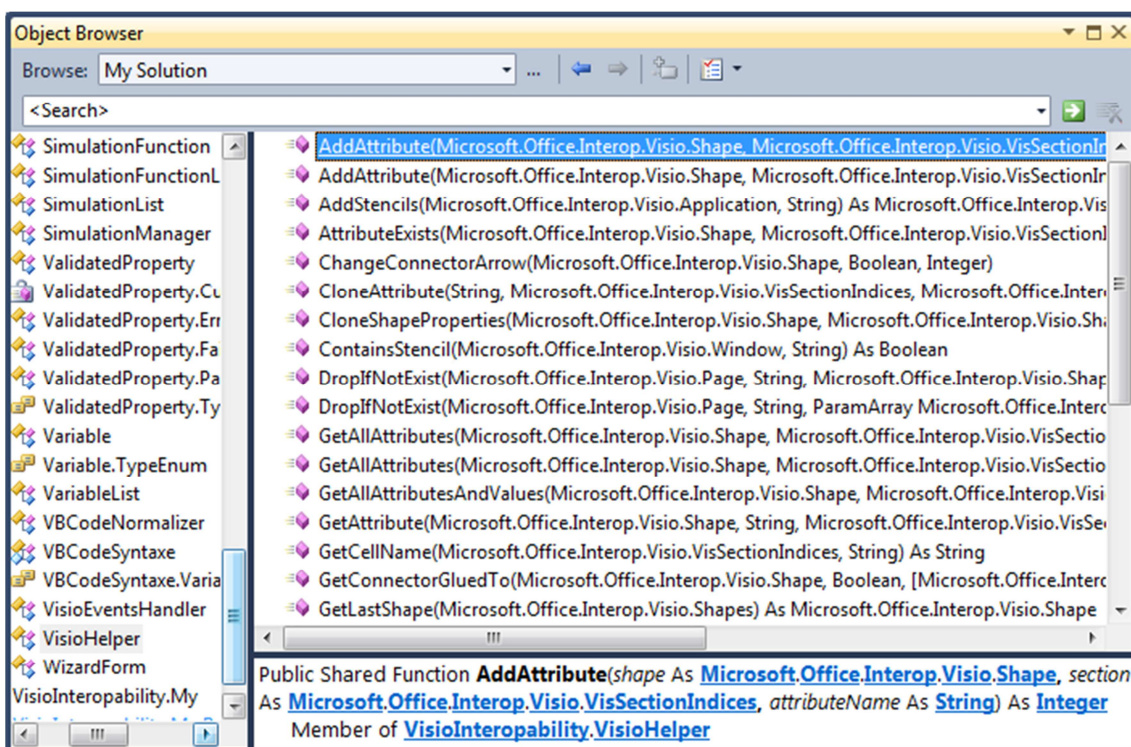 Object Browser
Browse: My Solution ...
<Search>
SimulationFunction
SimulationFunctionL
SimulationList
SimulationManager
ValidatedProperty
ValidatedProperty.Cu
ValidatedProperty.Err
ValidatedProperty.Fa
ValidatedProperty.Pa
ValidatedProperty.Ty
Variable
Variable.TypeEnum
VariableList
VBCodeNormalizer
VBCodeSyntaxe
VBCodeSyntaxe.Varia
VisioEventsHandler
VisioHelper
WizardForm
VisioInteropability.My
AddAttribute(Microsoft.Office.Interop.Visio.Shape, Microsoft.Office.Interop.Visio.VisSectionIn
AddAttribute(Microsoft.Office.Interop.Visio.Shape, Microsoft.Office.Interop.Visio.VisSectionIn
AddStencils(Microsoft.Office.Interop.Visio.Application, String) As Microsoft.Office.Interop.Vis
AttributeExists(Microsoft.Office.Interop.Visio.Shape, Microsoft.Office.Interop.Visio.VisSectionI
ChangeConnectorArrow(Microsoft.Office.Interop.Visio.Shape, Boolean, Integer)
CloneAttribute(String, Microsoft.Office.Interop.Visio.VisSectionIndices, Microsoft.Office.Inter
CloneShapeProperties(Microsoft.Office.Interop.Visio.Shape, Microsoft.Office.Interop.Visio.Sha
ContainsStencil(Microsoft.Office.Interop.Visio.Window, String) As Boolean
DropIfNotExist(Microsoft.Office.Interop.Visio.Page, String, Microsoft.Office.Interop.Visio.Shap
DropIfNotExist(Microsoft.Office.Interop.Visio.Page, String, ParamArray Microsoft.Office.Interc
GetAllAttributes(Microsoft.Office.Interop.Visio.Shape, Microsoft.Office.Interop.Visio.VisSectio
GetAllAttributes(Microsoft.Office.Interop.Visio.Shape, Microsoft.Office.Interop.Visio.VisSectio
GetAllAttributesAndValues(Microsoft.Office.Interop.Visio.Shape, Microsoft.Office.Interop.Visi
GetAttribute(Microsoft.Office.Interop.Visio.Shape, String, Microsoft.Office.Interop.Visio.VisSe
GetCellName(Microsoft.Office.Interop.Visio.VisSectionIndices, String) As String
GetConnectorGluedTo(Microsoft.Office.Interop.Visio.Shape, Boolean, [Microsoft.Office.Interc
GetLastShape(Microsoft.Office.Interop.Visio.Shapes) As Microsoft.Office.Interop.Visio.Shape
Public Shared Function AddAttribute(shape As Microsoft.Office.Interop.Visio.Shape, section
As Microsoft.Office.Interop.Visio.VisSectionIndices, attributeName As String) As Integer
Member of VisioInteropability.VisioHelper